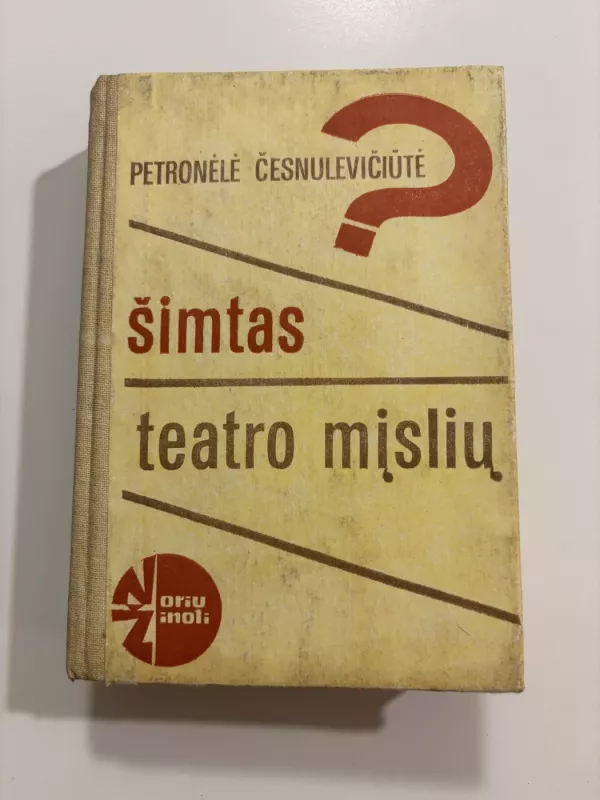 PETRONĖLĖ ČESNULEVIČIŪTĖ
?
šimtas
teatro mįslių
Noriu
Žinoti